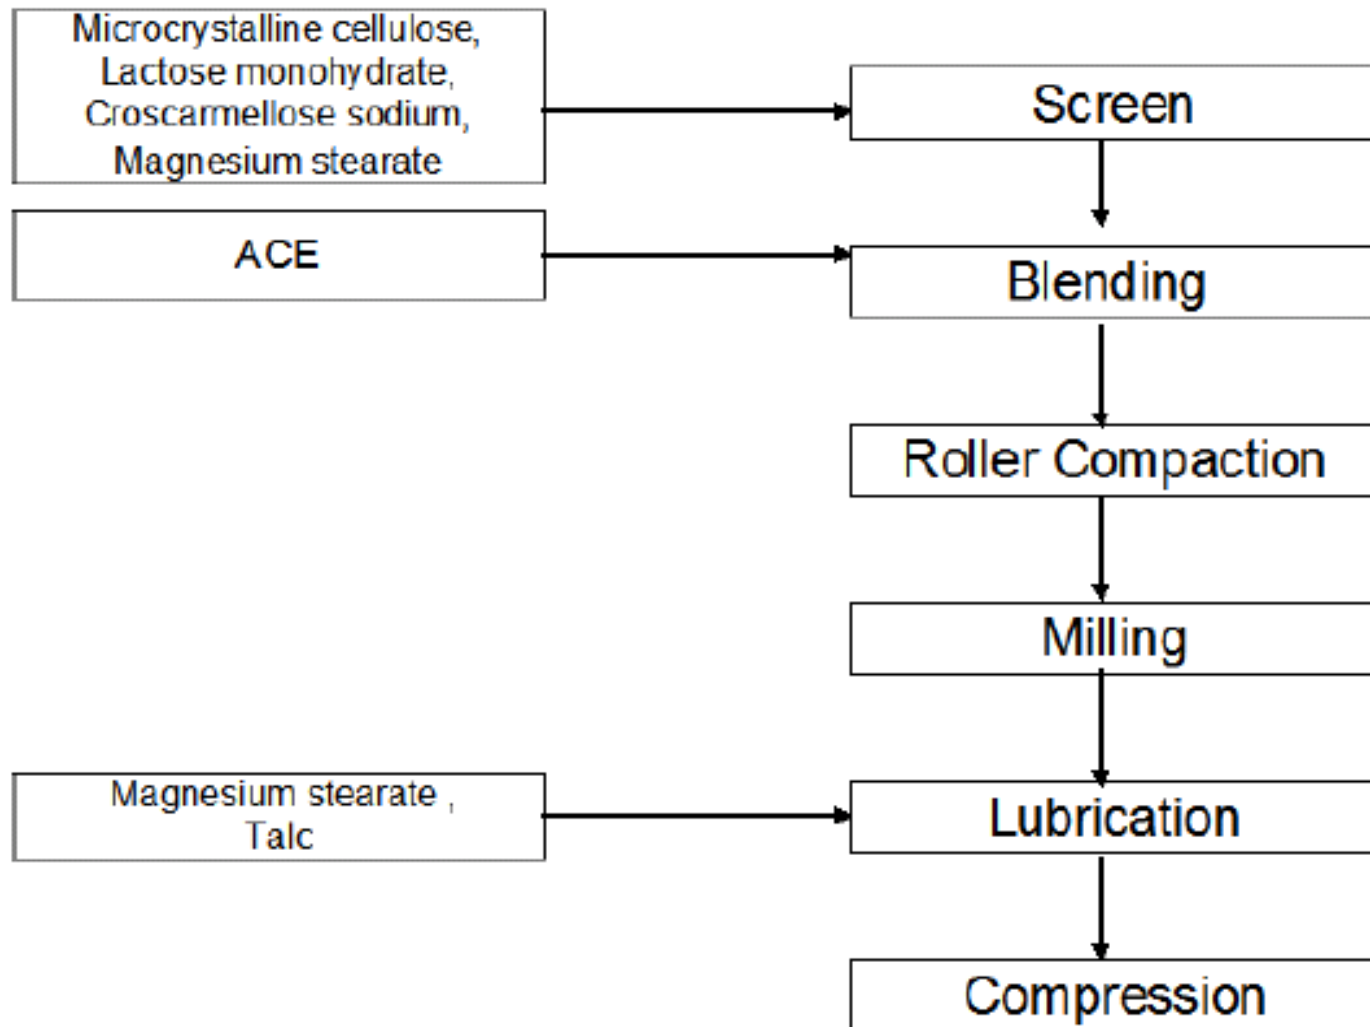 Microcrystalline cellulose,
Lactose monohydrate,
Croscarmellose sodium,
Magnesium stearate
Screen
ACE
Blending
Roller Compaction
Milling
Magnesium stearate ,
Talc
Lubrication
Compression